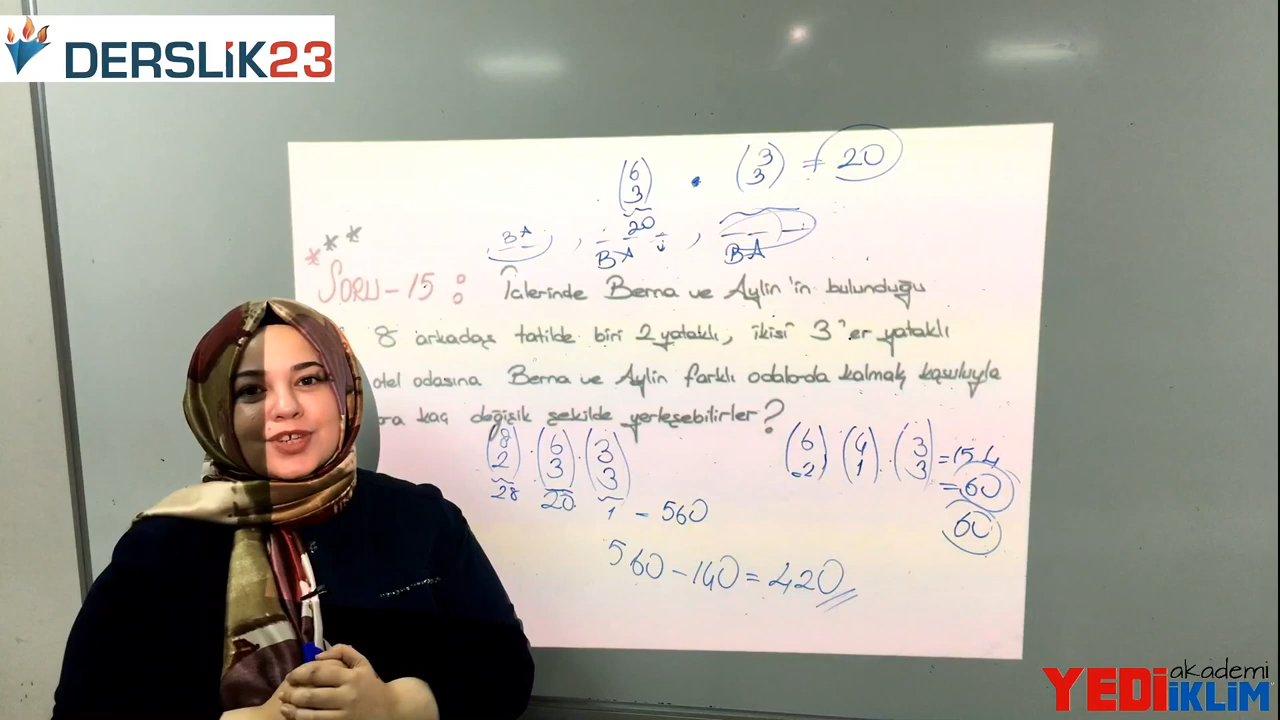 DERSLiK23
(6 3) . (3 3) = 20
20
BA , BA , BA
*** SORU-15 : İçlerinde Berna ve Aylin'in bulunduğu
8 arkadaş tatilde biri 2 yataklı, ikisi 3'er yataklı
otel odasına Berna ve Aylin farklı odalarda kalmak koşuluyla
kaç değişik şekilde yerleşebilirler?
(8 2) . (6 3) . (3 3)
28 20 1 = 560
(6 2) (4 1) . (3 3) = 15.4
= 60
60
560 - 140 = 420
YEDi iKLiM akademi